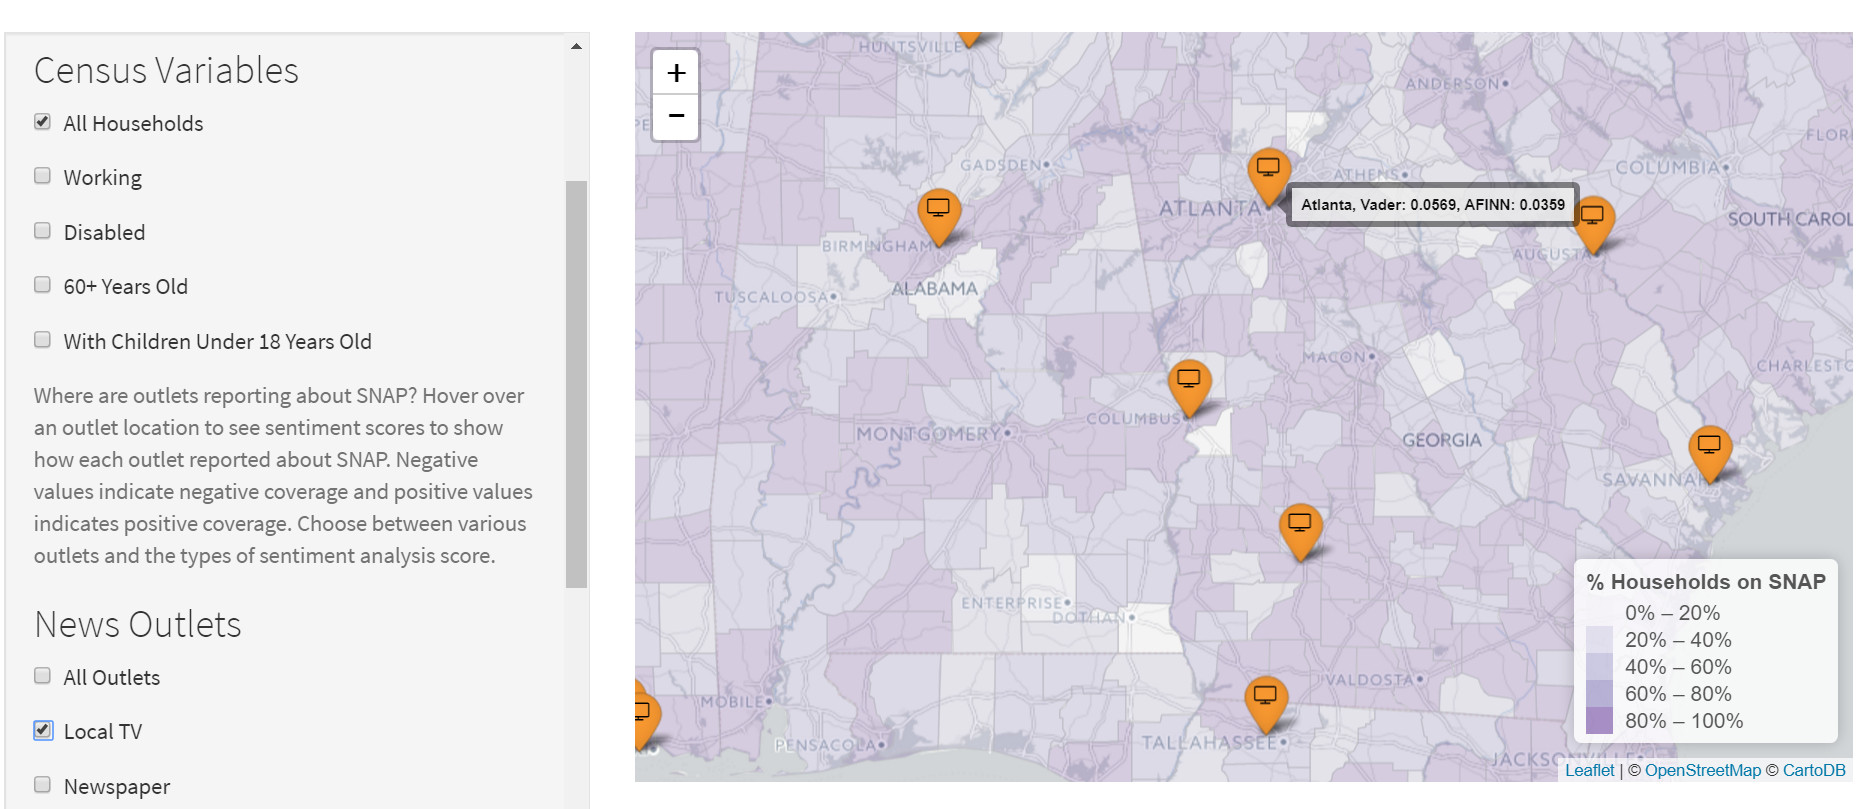 Census Variables
All Households
Working
Disabled
60+ Years Old
With Children Under 18 Years Old
Where are outlets reporting about SNAP? Hover over
an outlet location to see sentiment scores to show
how each outlet reported about SNAP. Negative
values indicate negative coverage and positive values
indicates positive coverage. Choose between various
outlets and the types of sentiment analysis score.
News Outlets
All Outlets
Local TV
Newspaper
+
−
HUNTSVILLE
ANDERSON
FLOR
GADSDEN
COLUMBIA
ATHENS
ATLANTA
Atlanta, Vader: 0.0569, AFINN: 0.0359
SOUTH CAROL
BIRMINGHAM
AUGUSTA
ALABAMA
TUSCALOOSA
MACON
CHARLESTO
COLUMBUS
MONTGOMERY
GEORGIA
SAVANNAH
ENTERPRISE
DOTHAN
VALDOSTA
MOBILE
PENSACOLA
TALLAHASSEE
JACKSONVILLE
% Households on SNAP
0% – 20%
20% – 40%
40% – 60%
60% – 80%
80% – 100%
Leaflet | © OpenStreetMap © CartoDB